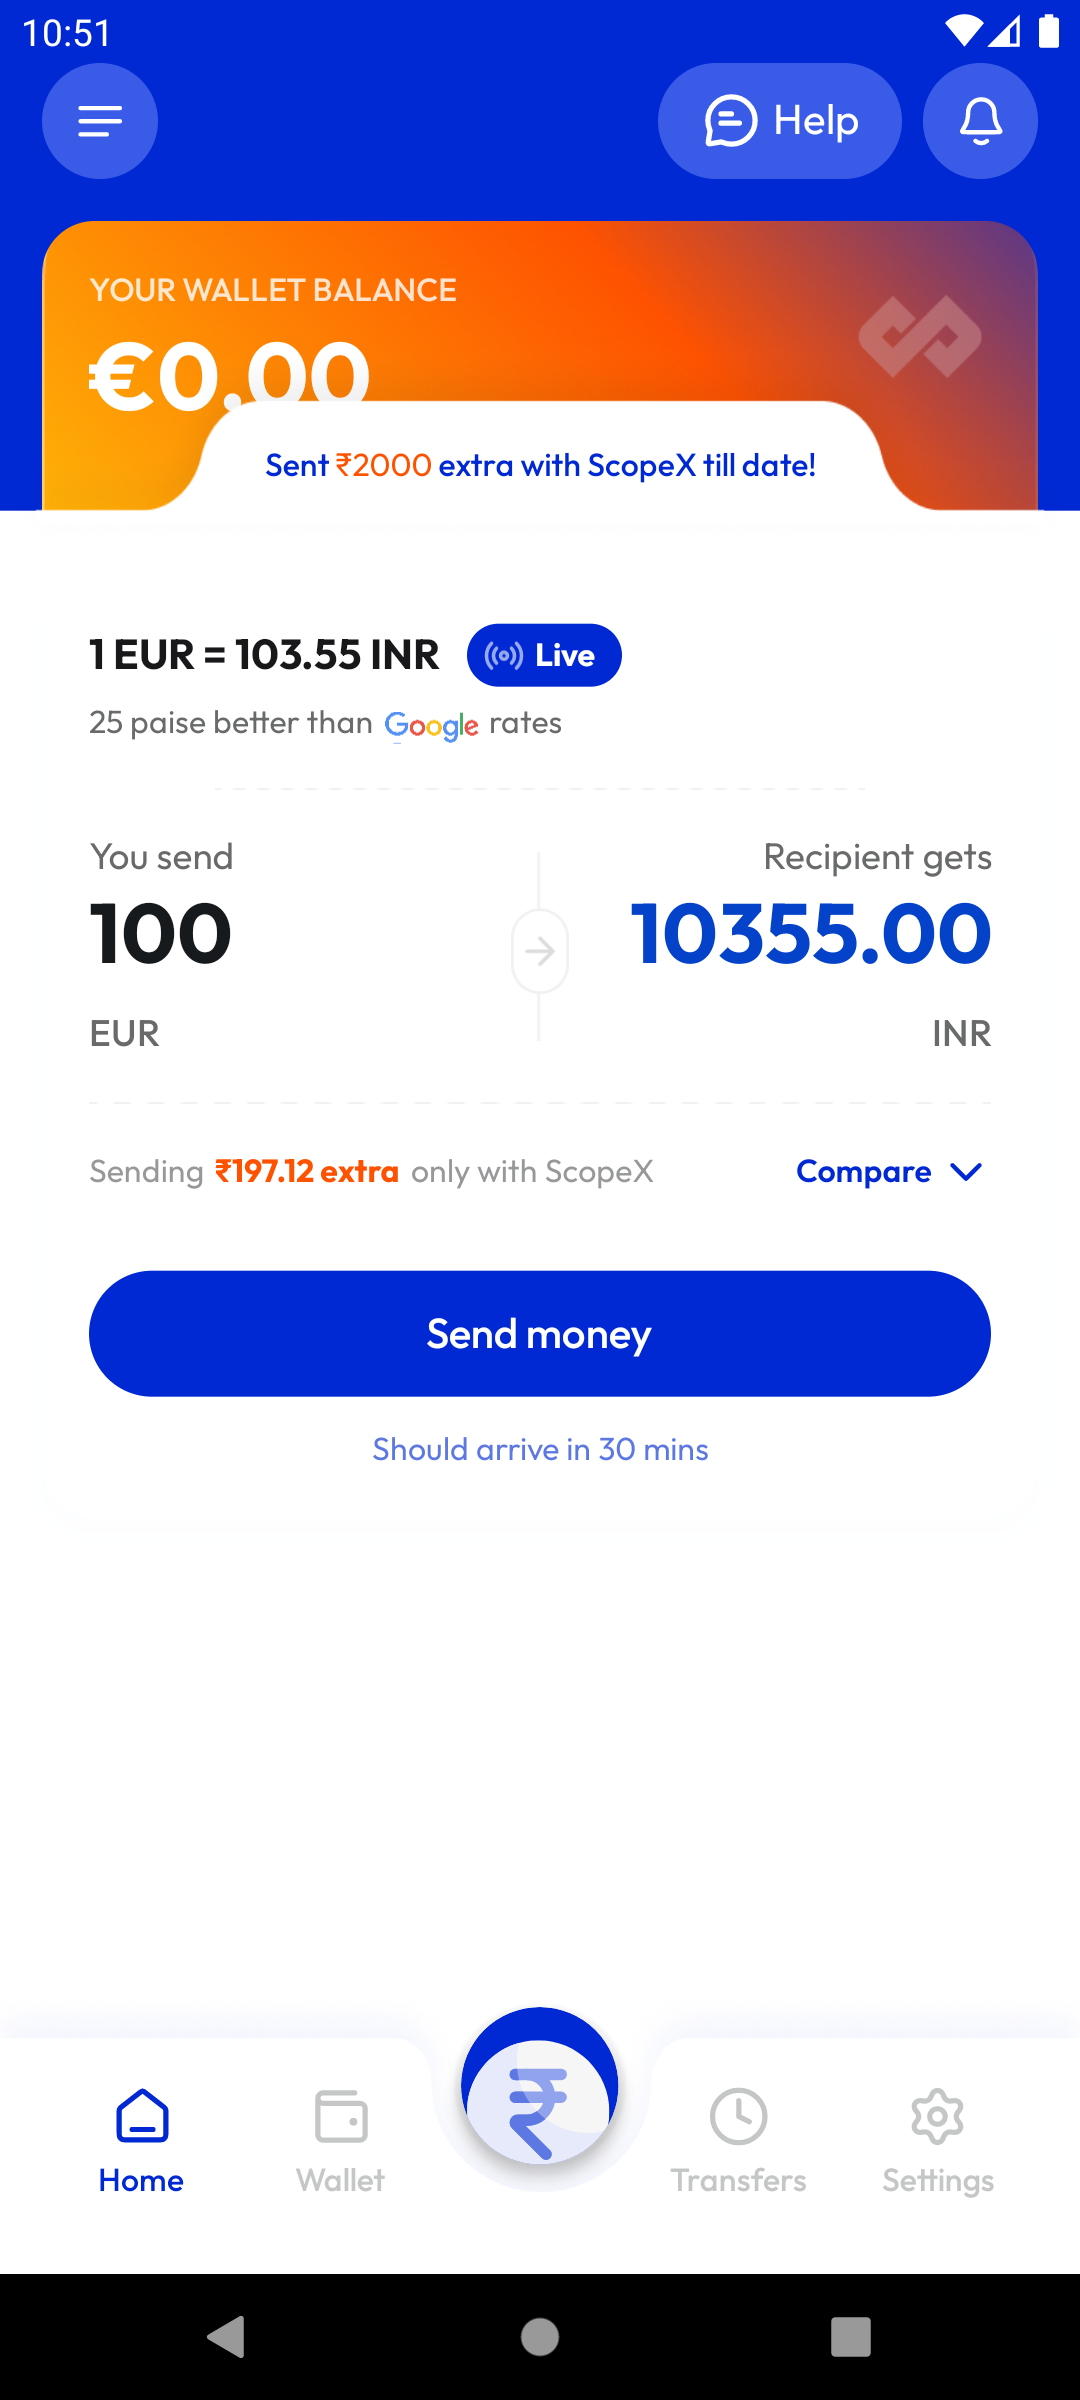 10:51
Help
YOUR WALLET BALANCE
€0.00
Sent ₹2000 extra with ScopeX till date!
1 EUR = 103.55 INR Live
25 paise better than Google rates
You send Recipient gets
100 10355.00
EUR INR
Sending ₹197.12 extra only with ScopeX Compare
Send money
Should arrive in 30 mins
₹
Home Wallet Transfers Settings